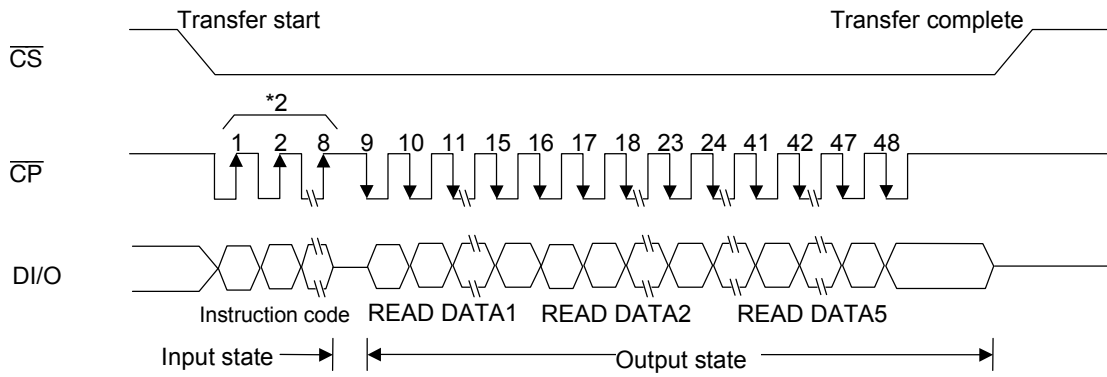 Transfer start Transfer complete
CS
*2
1 2 8 9 10 11 15 16 17 18 23 24 41 42 47 48
CP
DI/O
Instruction code READ DATA1 READ DATA2 READ DATA5
Input state Output state